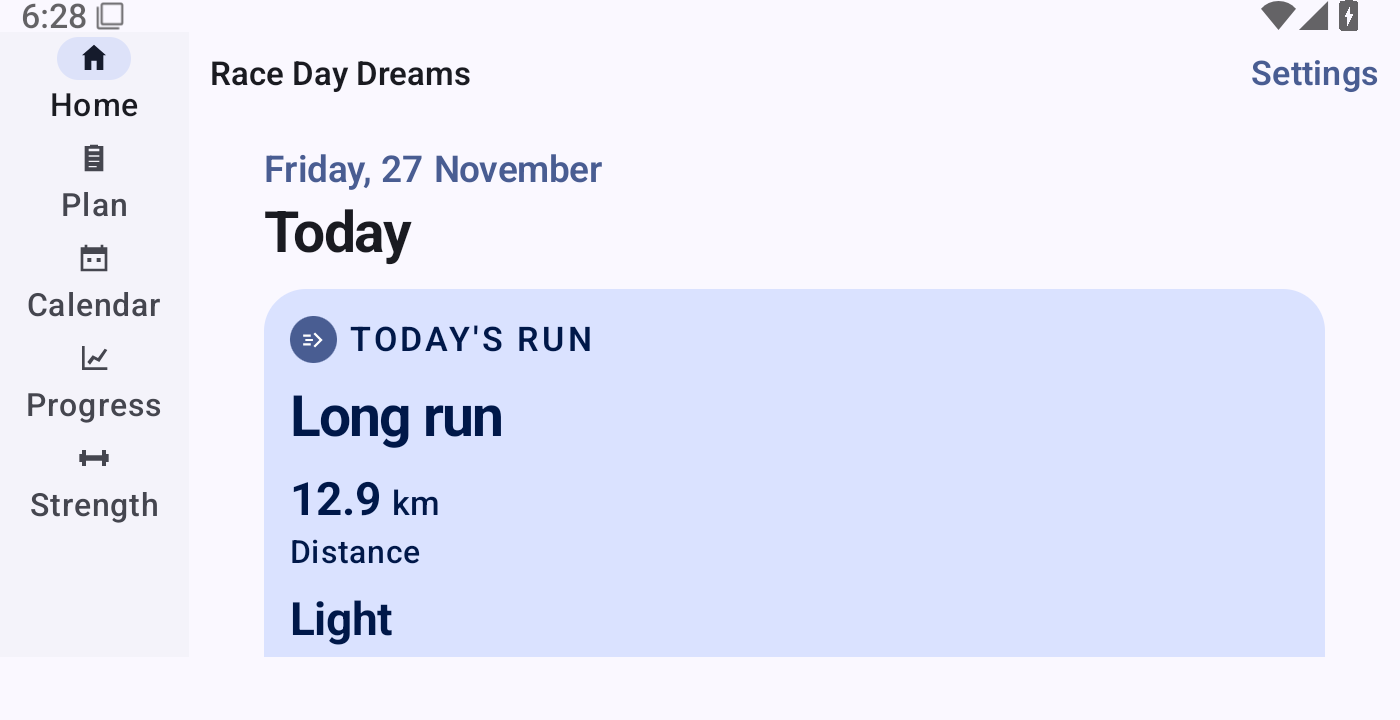 6:28
Race Day Dreams
Settings
Home
Plan
Calendar
Progress
Strength
Friday, 27 November
Today
TODAY'S RUN
Long run
12.9 km
Distance
Light